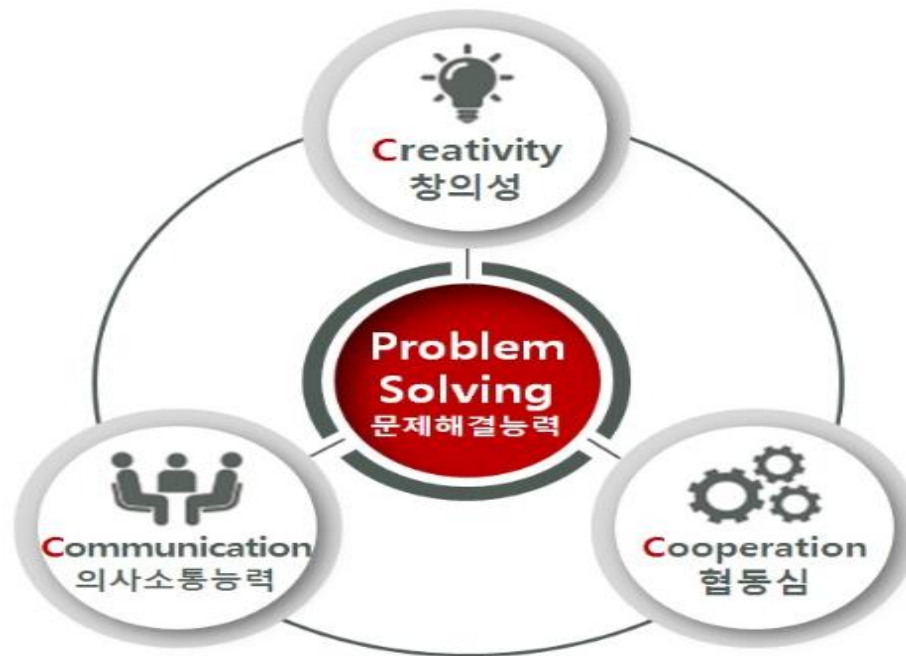 Creativity
창의성
Problem
Solving
문제해결능력
Communication
의사소통능력
Cooperation
협동심